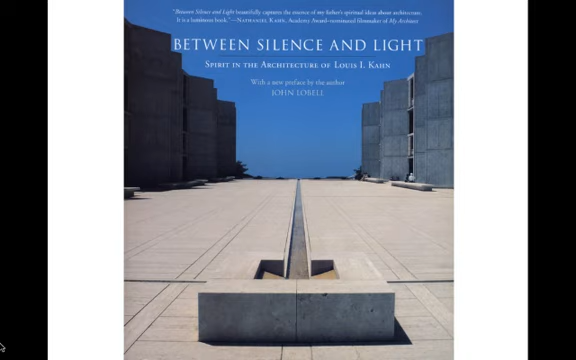 "Between Silence and Light beautifully captures the essence of my father's spiritual ideas about architecture.
It is a luminous book." —NATHANIEL KAHN, Academy Award–nominated filmmaker of My Architect
BETWEEN SILENCE AND LIGHT
SPIRIT IN THE ARCHITECTURE OF LOUIS I. KAHN
With a new preface by the author
JOHN LOBELL